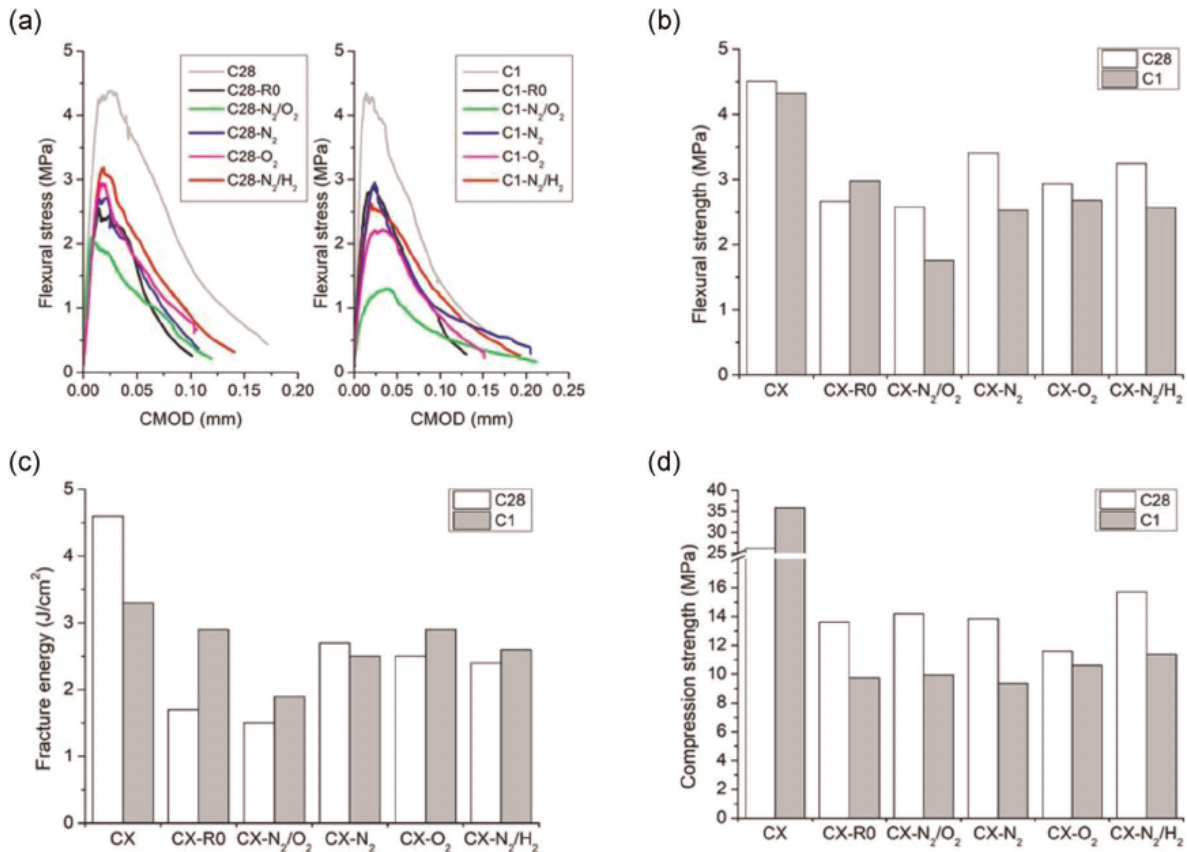 (a)
5
4
3
2
1
0
Flexural stress (MPa)
C28
C28-R0
C28-N₂/O₂
C28-N₂
C28-O₂
C28-N₂/H₂
0.00 0.05 0.10 0.15 0.20
CMOD (mm)
5
4
3
2
1
0
Flexural stress (MPa)
C1
C1-R0
C1-N₂/O₂
C1-N₂
C1-O₂
C1-N₂/H₂
0.00 0.05 0.10 0.15 0.20 0.25
CMOD (mm)
(b)
5
4
3
2
1
0
Flexural strength (MPa)
C28
C1
CX CX-R0 CX-N₂/O₂ CX-N₂ CX-O₂ CX-N₂/H₂
(c)
5
4
3
2
1
0
Fracture energy (J/cm²)
C28
C1
CX CX-R0 CX-N₂/O₂ CX-N₂ CX-O₂ CX-N₂/H₂
(d)
40
35
30
25
16
14
12
10
8
6
4
2
0
Compression strength (MPa)
C28
C1
CX CX-R0 CX-N₂/O₂ CX-N₂ CX-O₂ CX-N₂/H₂